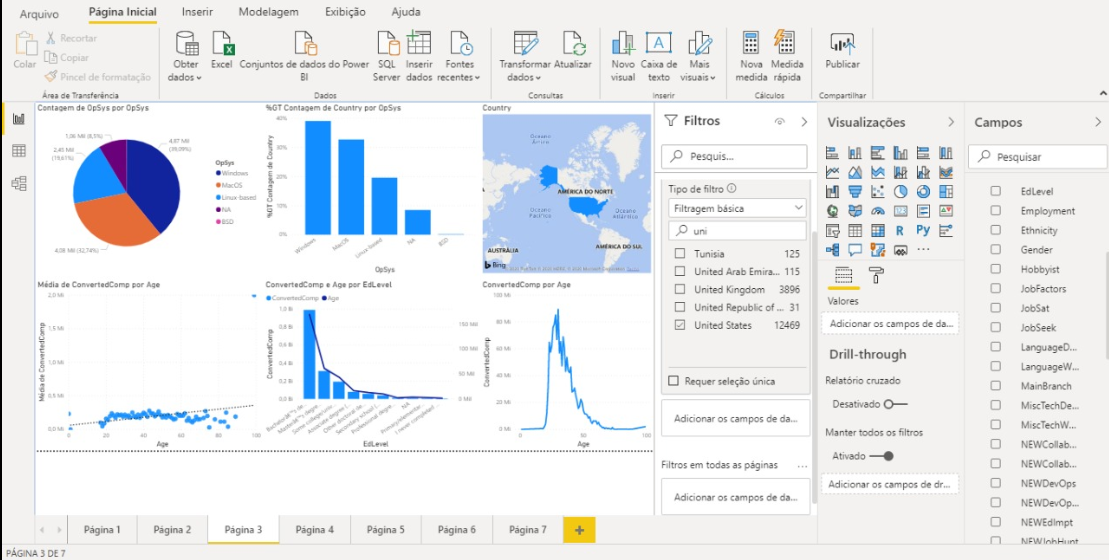 Arquivo Página Inicial Inserir Modelagem Exibição Ajuda
Colar
Recortar
Copiar
Pincel de formatação
Área de Transferência
Obter dados
Excel
Conjuntos de dados do Power BI
SQL Server
Inserir dados
Fontes recentes
Dados
Transformar dados
Atualizar
Consultas
Novo visual
Caixa de texto
Mais visuais
Inserir
Nova medida
Medida rápida
Cálculos
Publicar
Compartilhar
Contagem de OpSys por OpSys
1,06 Mil (8,5%)
4,87 Mil (39,09%)
2,45 Mil (19,61%)
4,08 Mil (32,74%)
OpSys
Windows
MacOS
Linux-based
NA
BSD
%GT Contagem de Country por OpSys
%GT Contagem de Country
40%
30%
20%
10%
0%
Windows
MacOS
Linux-based
NA
BSD
OpSys
Country
Oceano Ártico
AMÉRICA DO NORTE
Oceano Pacífico
Oceano Atlântico
AUSTRÁLIA
AMÉRICA DO SUL
Bing
Média de ConvertedComp por Age
Média de ConvertedComp
2,0 Mi
1,5 Mi
1,0 Mi
0,5 Mi
0,0 Mi
0 20 40 60 80 100
Age
ConvertedComp e Age por EdLevel
ConvertedComp Age
ConvertedComp
1,0 Bi
0,8 Bi
0,6 Bi
0,4 Bi
0,2 Bi
0,0 Bi
150 Mil
100 Mil
50 Mil
0 Mil
NA
EdLevel
ConvertedComp por Age
ConvertedComp
100 Mi
80 Mi
60 Mi
40 Mi
20 Mi
0 Mi
0 50 100
Age
Filtros
Pesquis...
Tipo de filtro
Filtragem básica
uni
Tunisia 125
United Arab Emira... 115
United Kingdom 3896
United Republic of ... 31
United States 12469
Requer seleção única
Adicionar os campos de da...
Filtros em todas as páginas ...
Adicionar os campos de da...
Visualizações
R Py
...
Valores
Adicionar os campos de da...
Drill-through
Relatório cruzado
Desativado
Manter todos os filtros
Ativado
Adicionar os campos de dr...
Campos
Pesquisar
EdLevel
Employment
Ethnicity
Gender
Hobbyist
JobFactors
JobSat
JobSeek
LanguageD...
LanguageW...
MainBranch
MiscTechDe...
MiscTechW...
NEWCollab...
NEWCollab...
NEWDevOps
NEWDevOp...
NEWEdImpt
NEWJobHunt
Página 1 Página 2 Página 3 Página 4 Página 5 Página 6 Página 7 +
PÁGINA 3 DE 7